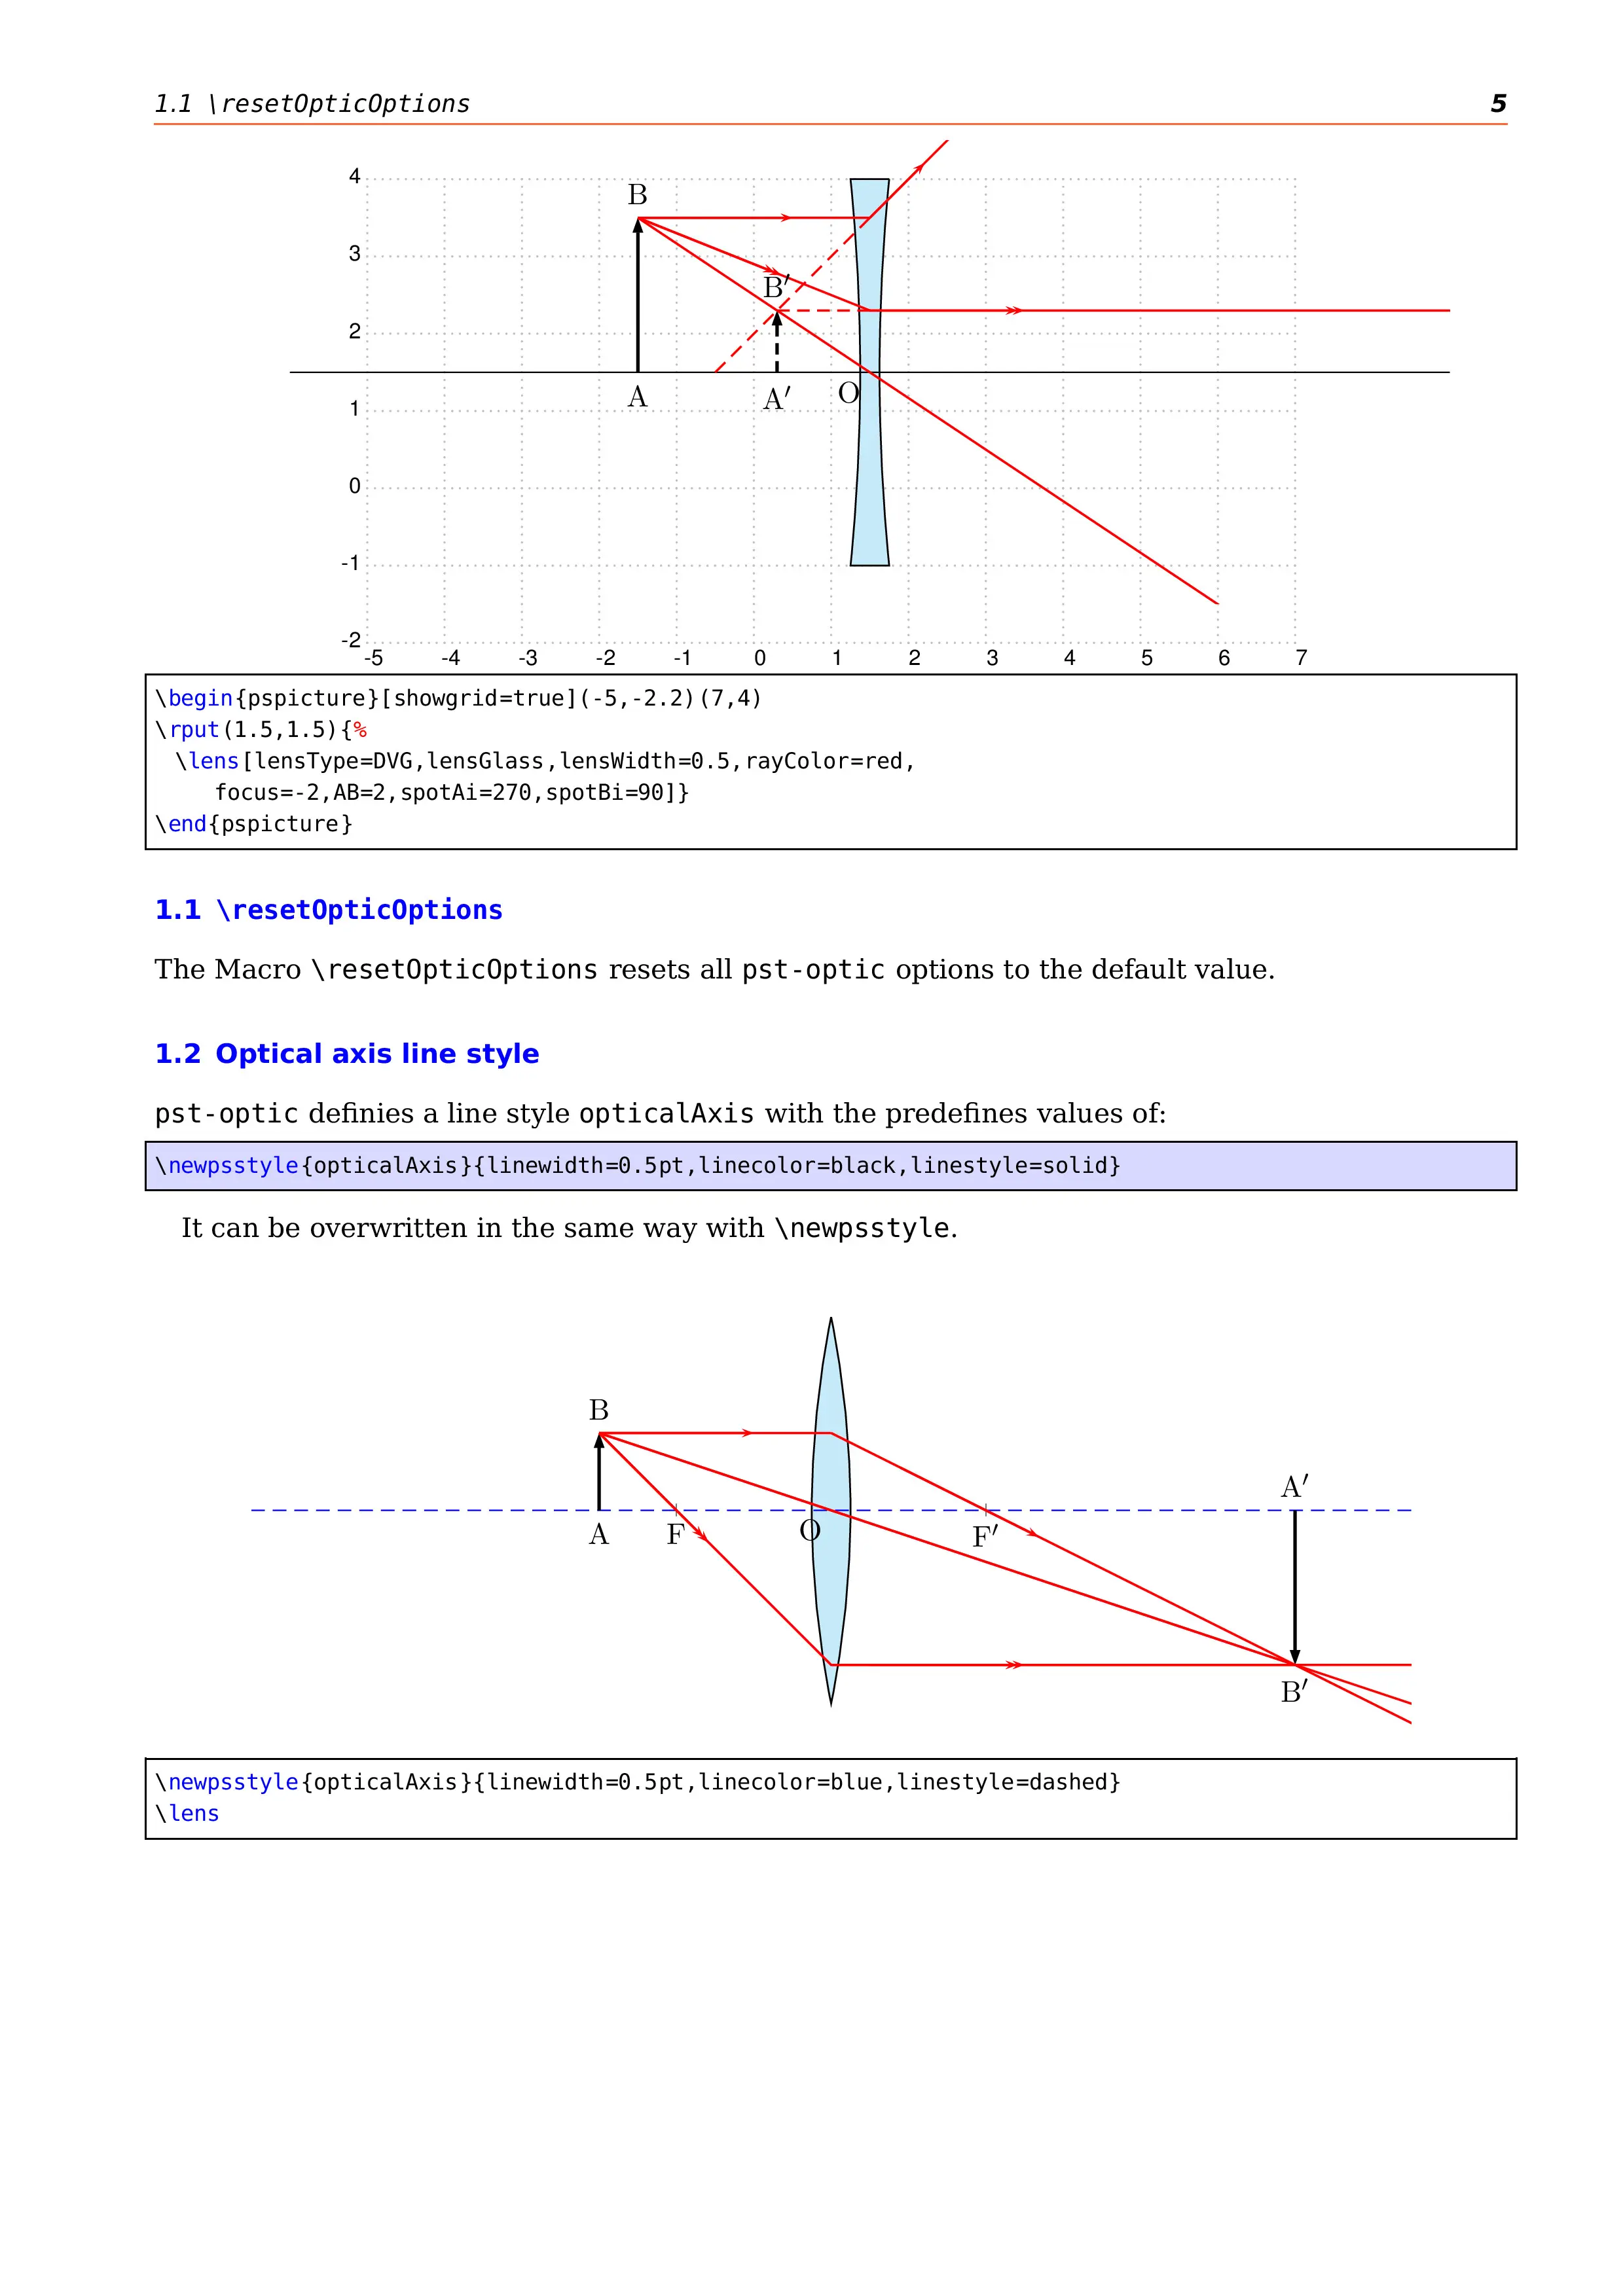 1.1 \resetOpticOptions 5
4
B
3
B′
2
A A′ O
1
0
-1
-2
-5 -4 -3 -2 -1 0 1 2 3 4 5 6 7
\begin{pspicture}[showgrid=true](-5,-2.2)(7,4)
\rput(1.5,1.5){%
\lens[lensType=DVG,lensGlass,lensWidth=0.5,rayColor=red,
focus=-2,AB=2,spotAi=270,spotBi=90]}
\end{pspicture}
1.1 \resetOpticOptions
The Macro \resetOpticOptions resets all pst-optic options to the default value.
1.2 Optical axis line style
pst-optic definies a line style opticalAxis with the predefines values of:
\newpsstyle{opticalAxis}{linewidth=0.5pt,linecolor=black,linestyle=solid}
It can be overwritten in the same way with \newpsstyle.
B
A′
A F O F′
B′
\newpsstyle{opticalAxis}{linewidth=0.5pt,linecolor=blue,linestyle=dashed}
\lens